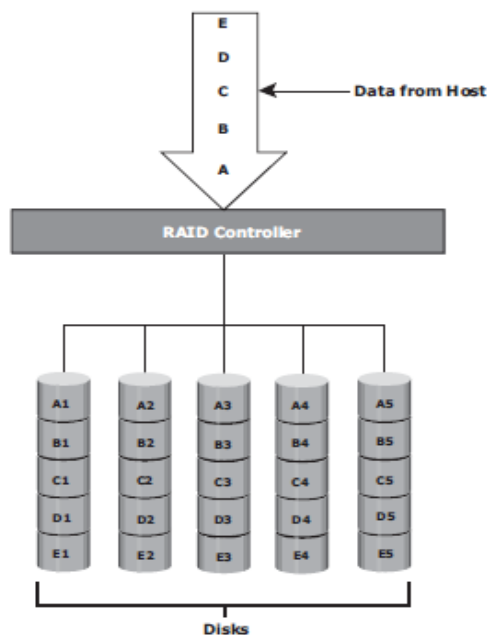 E
D
C
Data from Host
B
A
RAID Controller
A1 A2 A3 A4 A5
B1 B2 B3 B4 B5
C1 C2 C3 C4 C5
D1 D2 D3 D4 D5
E1 E2 E3 E4 E5
Disks